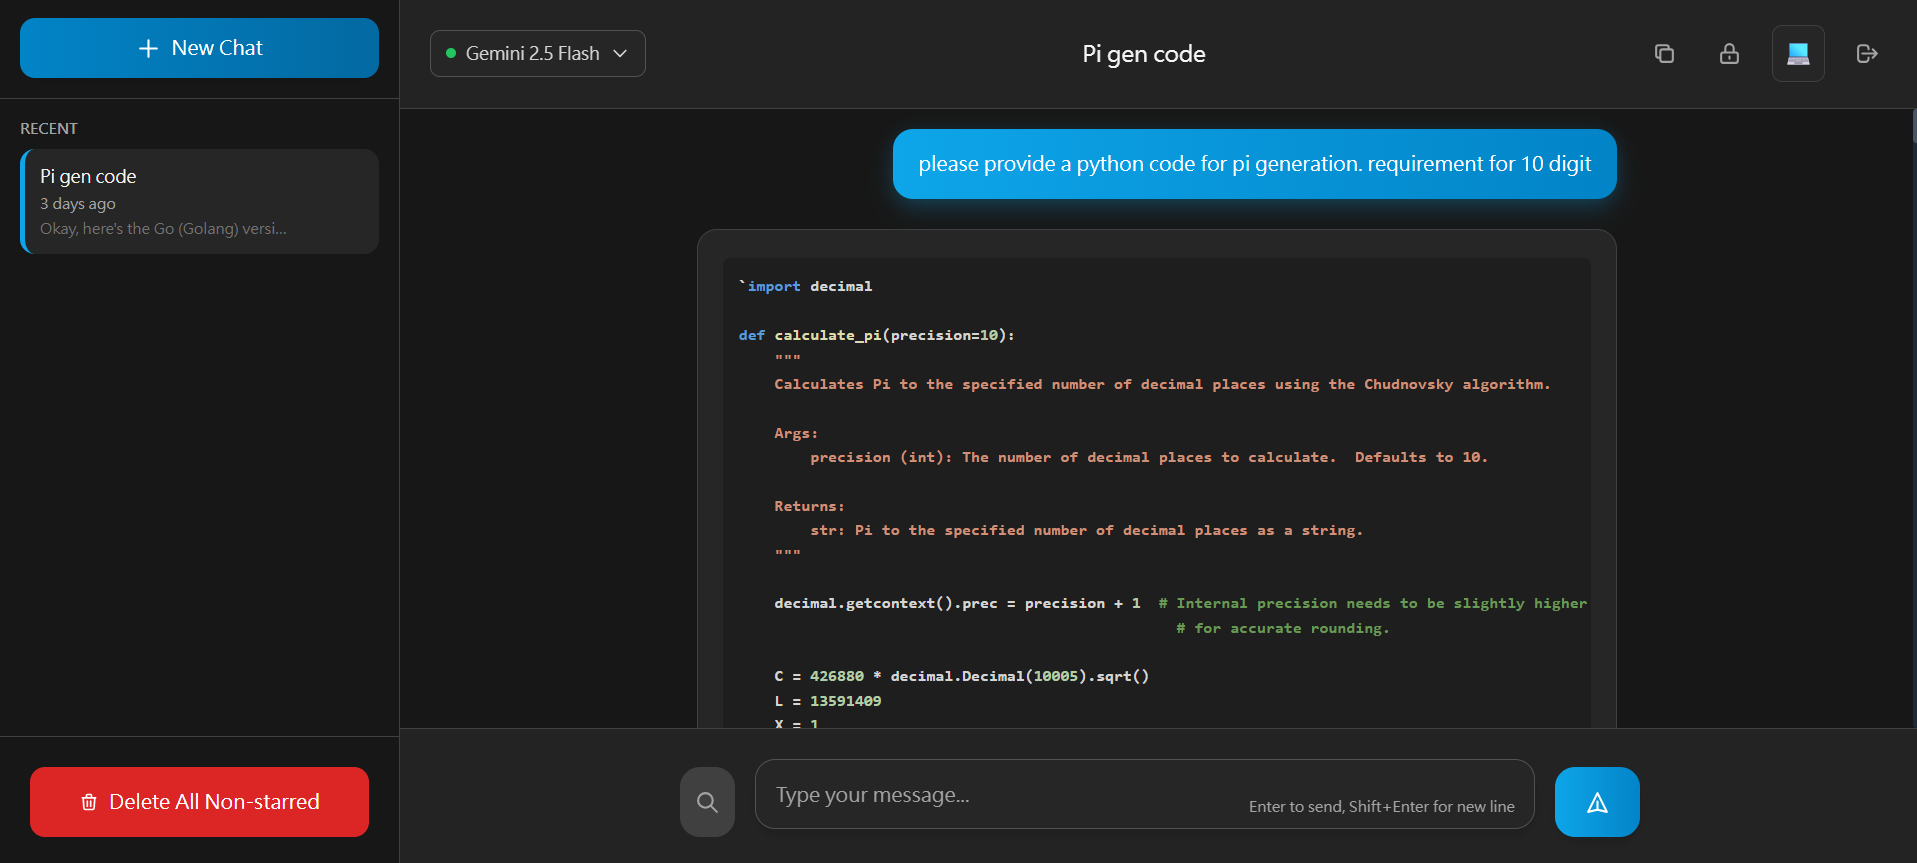 New Chat
RECENT
Pi gen code
3 days ago
Okay, here's the Go (Golang) versi...
Delete All Non-starred
Gemini 2.5 Flash
Pi gen code
please provide a python code for pi generation. requirement for 10 digit
`import decimal
def calculate_pi(precision=10):
"""
Calculates Pi to the specified number of decimal places using the Chudnovsky algorithm.
Args:
precision (int): The number of decimal places to calculate.  Defaults to 10.
Returns:
str: Pi to the specified number of decimal places as a string.
"""
decimal.getcontext().prec = precision + 1  # Internal precision needs to be slightly higher
# for accurate rounding.
C = 426880 * decimal.Decimal(10005).sqrt()
L = 13591409
X = 1
Type your message...
Enter to send, Shift+Enter for new line